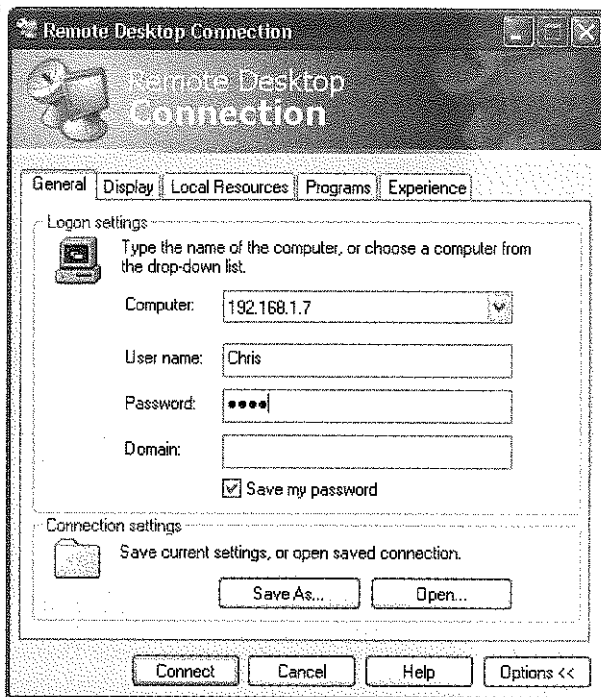 Remote Desktop Connection
Remote Desktop
Connection
General Display Local Resources Programs Experience
Logon settings
Type the name of the computer, or choose a computer from
the drop-down list.
Computer: 192.168.1.7
User name: Chris
Password: ●●●●
Domain:
Save my password
Connection settings
Save current settings, or open saved connection.
Save As... Open...
Connect Cancel Help Options <<